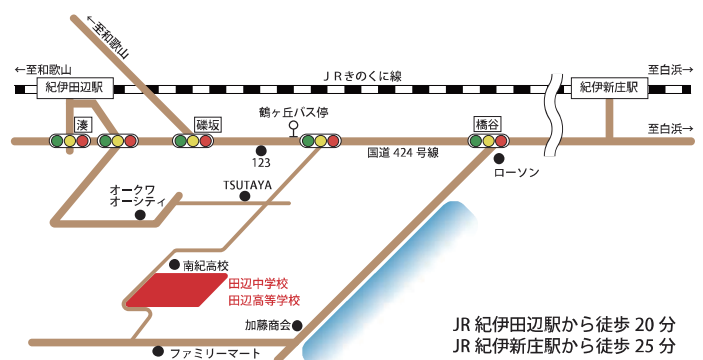 ←至和歌山
←至和歌山
紀伊田辺駅
JRきのくに線
紀伊新庄駅
至白浜→
鶴ヶ丘バス停
湊
礫坂
橋谷
至白浜→
123
国道 424 号線
ローソン
オークワ
オーシティ
TSUTAYA
南紀高校
田辺中学校
田辺高等学校
加藤商会
ファミリーマート
JR 紀伊田辺駅から徒歩 20 分
JR 紀伊新庄駅から徒歩 25 分